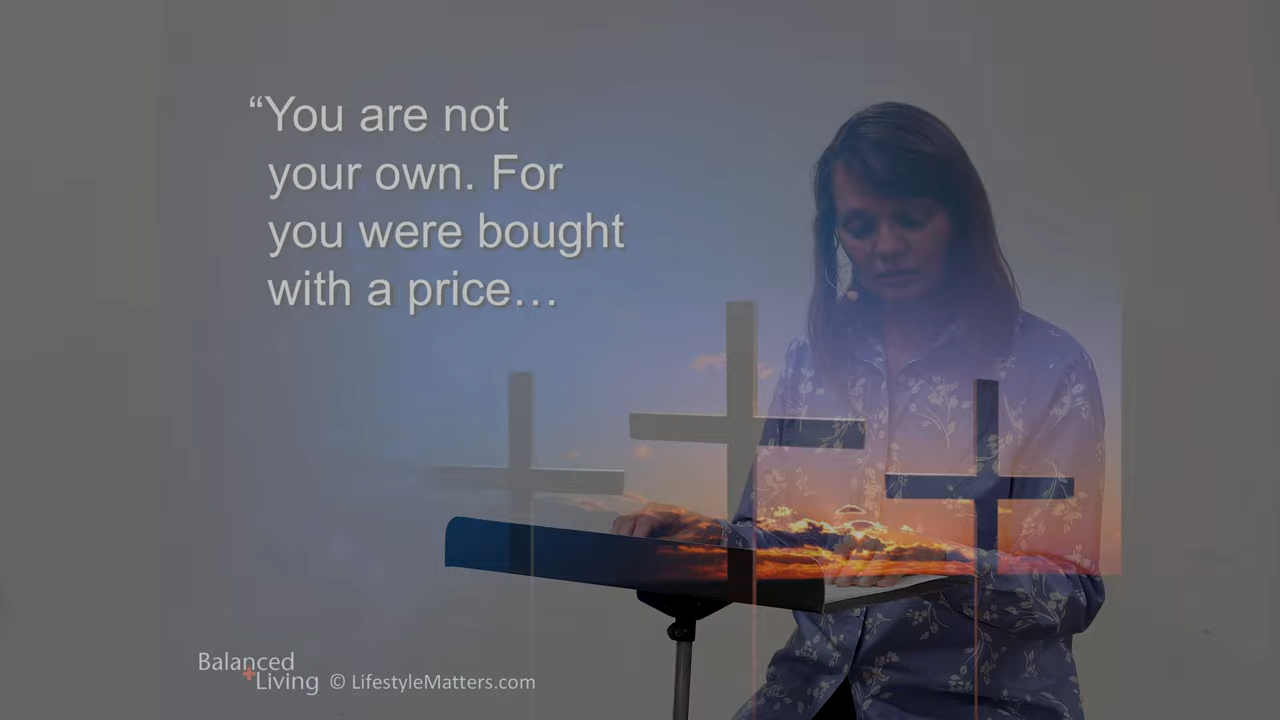 “You are not
your own. For
you were bought
with a price…
Balanced
Living © LifestyleMatters.com